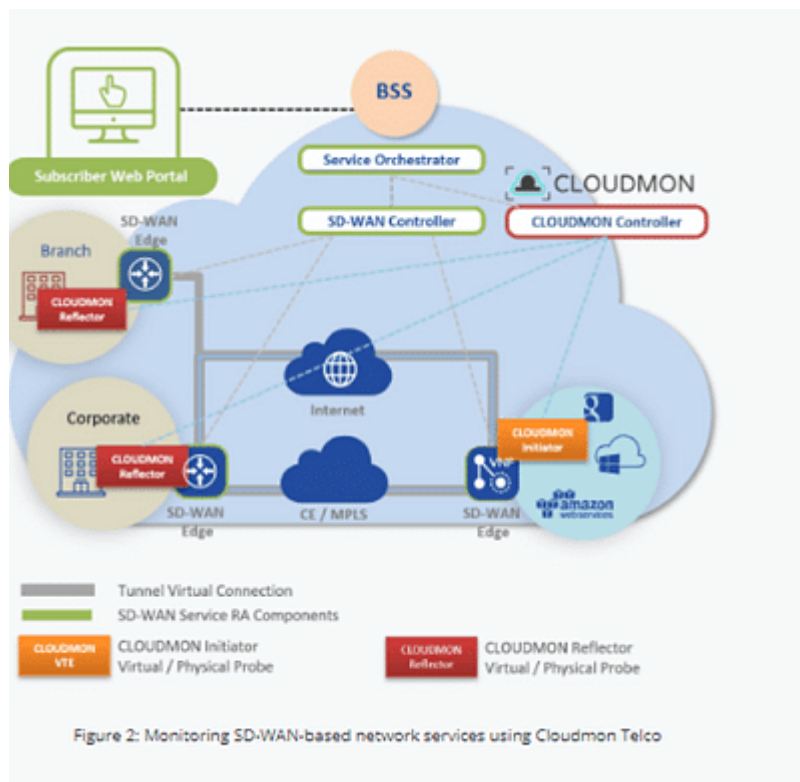 BSS
Subscriber Web Portal
Service Orchestrator
CLOUDMON
SD-WAN Controller
CLOUDMON Controller
SD-WAN
Edge
Branch
CLOUDMON
Reflector
Internet
Corporate
CLOUDMON
Reflector
CLOUDMON
Initiator
g
VNF
amazon
webservices
SD-WAN
Edge
CE / MPLS
SD-WAN
Edge
Tunnel Virtual Connection
SD-WAN Service RA Components
CLOUDMON
VTE
CLOUDMON Initiator
Virtual / Physical Probe
CLOUDMON
Reflector
CLOUDMON Reflector
Virtual / Physical Probe
Figure 2: Monitoring SD-WAN-based network services using Cloudmon Telco